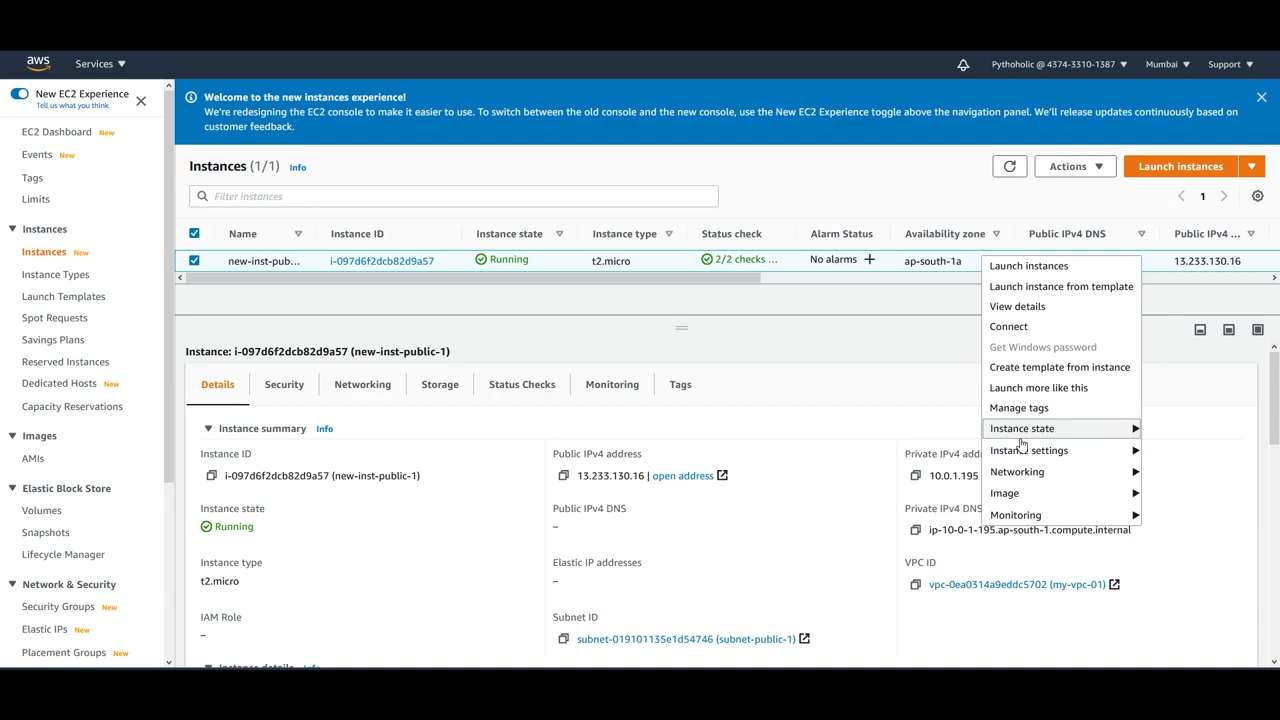 aws Services ▼ Pythoholic @ 4374-3310-1387 ▼ Mumbai ▼ Support ▼
New EC2 Experience
Tell us what you think
EC2 Dashboard New
Events New
Tags
Limits
▼ Instances
Instances New
Instance Types
Launch Templates
Spot Requests
Savings Plans
Reserved Instances
Dedicated Hosts New
Capacity Reservations
▼ Images
AMIs
▼ Elastic Block Store
Volumes
Snapshots
Lifecycle Manager
▼ Network & Security
Security Groups New
Elastic IPs New
Placement Groups New
Welcome to the new instances experience!
We're redesigning the EC2 console to make it easier to use. To switch between the old console and the new console, use the New EC2 Experience toggle above the navigation panel. We'll release updates continuously based on
customer feedback.
Instances (1/1) Info
Actions ▼ Launch instances ▼
Filter instances
1
Name Instance ID Instance state Instance type Status check Alarm Status Availability zone Public IPv4 DNS Public IPv4 ...
new-inst-pub... i-097d6f2dcb82d9a57 Running t2.micro 2/2 checks ... No alarms + ap-south-1a 13.233.130.16
Launch instances
Launch instance from template
View details
Connect
Get Windows password
Create template from instance
Launch more like this
Manage tags
Instance state
Instance settings
Networking
Image
Monitoring
Instance: i-097d6f2dcb82d9a57 (new-inst-public-1)
Details Security Networking Storage Status Checks Monitoring Tags
▼ Instance summary Info
Instance ID
i-097d6f2dcb82d9a57 (new-inst-public-1)
Public IPv4 address
13.233.130.16 | open address
Private IPv4 add
10.0.1.195
Instance state
Running
Public IPv4 DNS
–
Private IPv4 DNS
ip-10-0-1-195.ap-south-1.compute.internal
Instance type
t2.micro
Elastic IP addresses
–
VPC ID
vpc-0ea0314a9eddc5702 (my-vpc-01)
IAM Role
–
Subnet ID
subnet-019101135e1d54746 (subnet-public-1)
▼ Instance details Info